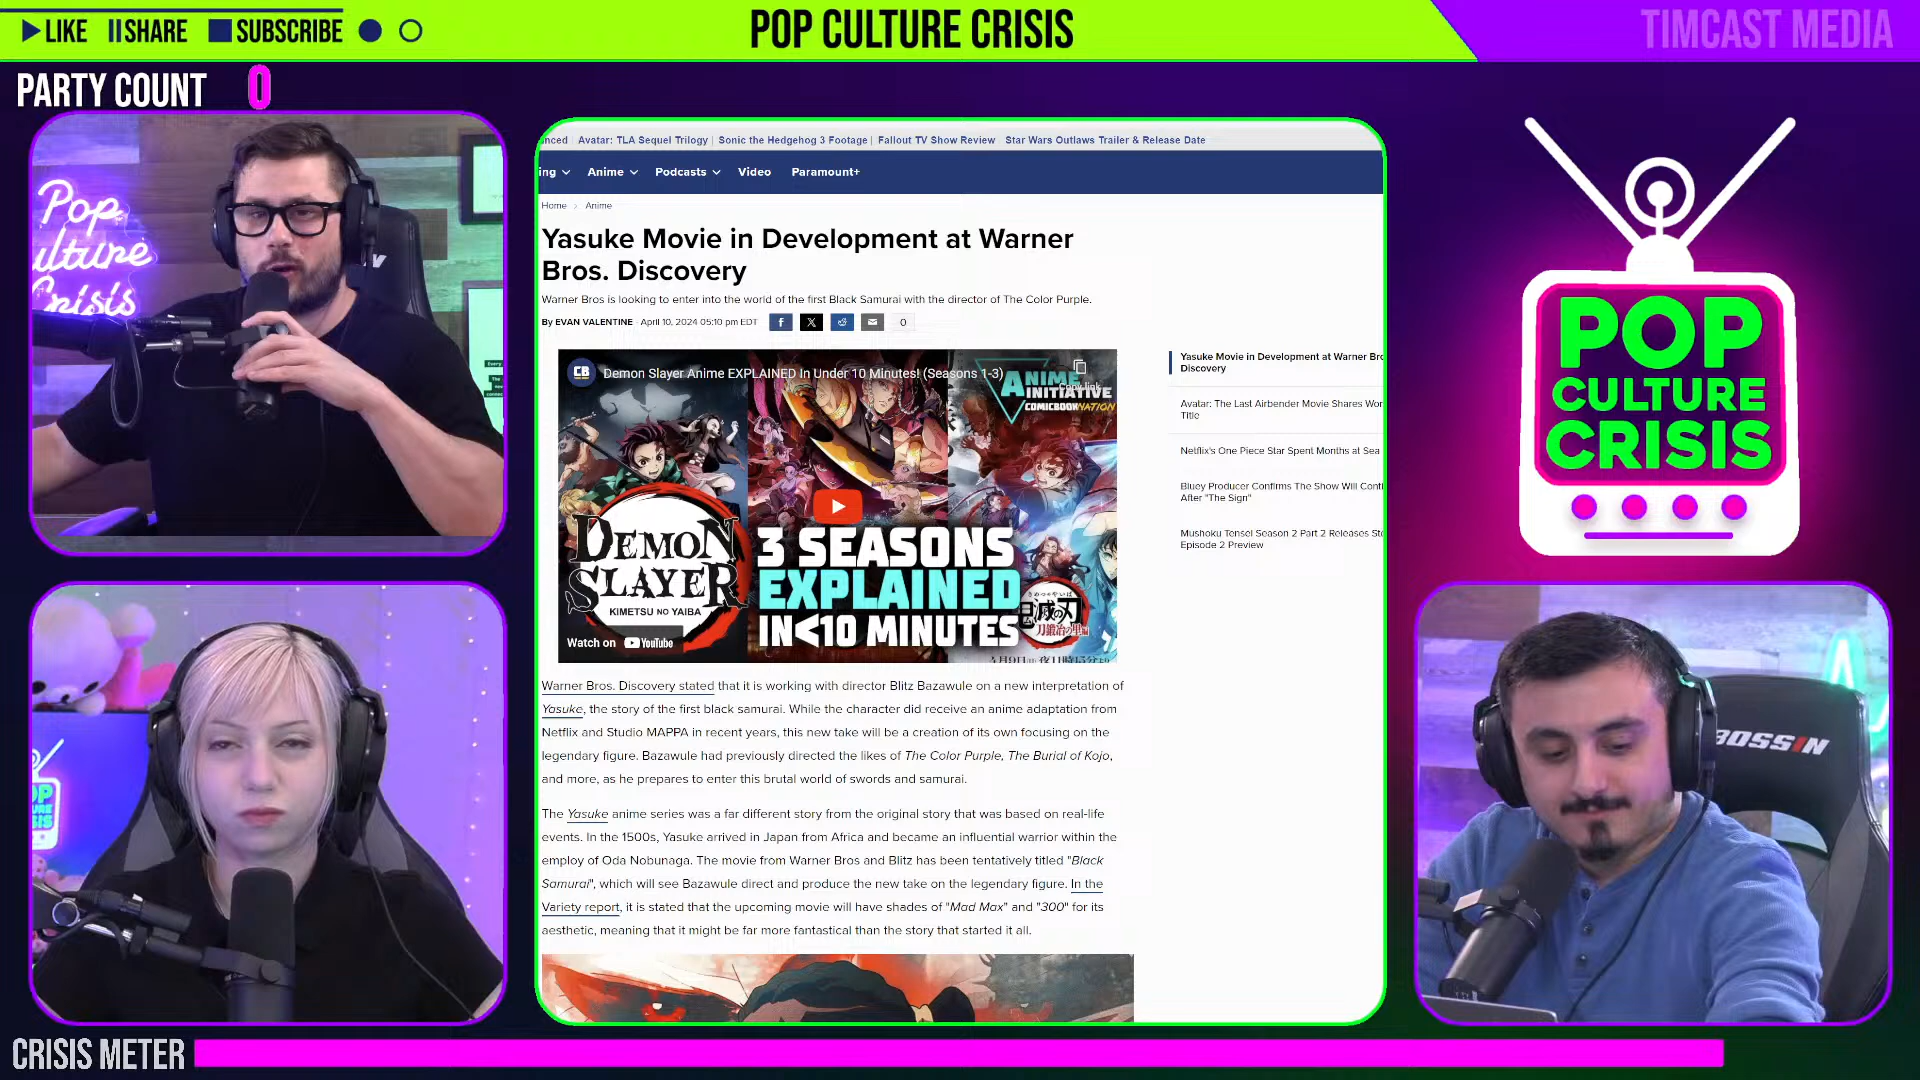 LIKE SHARE SUBSCRIBE
POP CULTURE CRISIS
TIMCAST MEDIA
PARTY COUNT 0
Pop
ulture
Crisis
nced | Avatar: TLA Sequel Trilogy | Sonic the Hedgehog 3 Footage | Fallout TV Show Review Star Wars Outlaws Trailer & Release Date
ing Anime Podcasts Video Paramount+
Home > Anime
Yasuke Movie in Development at Warner
Bros. Discovery
Warner Bros is looking to enter into the world of the first Black Samurai with the director of The Color Purple.
By EVAN VALENTINE - April 10, 2024 05:10 pm EDT 0
CB Demon Slayer Anime EXPLAINED In Under 10 Minutes! (Seasons 1-3)
Copy link
ANIME
INITIATIVE
COMICBOOKNATION
DEMON
SLAYER
KIMETSU NO YAIBA
3 SEASONS
EXPLAINED
IN<10 MINUTES
Watch on YouTube
Yasuke Movie in Development at Warner Bro
Discovery
Avatar: The Last Airbender Movie Shares Wor
Title
Netflix's One Piece Star Spent Months at Sea
Bluey Producer Confirms The Show Will Conti
After "The Sign"
Mushoku Tensei Season 2 Part 2 Releases Ste
Episode 2 Preview
Warner Bros. Discovery stated that it is working with director Blitz Bazawule on a new interpretation of
Yasuke, the story of the first black samurai. While the character did receive an anime adaptation from
Netflix and Studio MAPPA in recent years, this new take will be a creation of its own focusing on the
legendary figure. Bazawule had previously directed the likes of The Color Purple, The Burial of Kojo,
and more, as he prepares to enter this brutal world of swords and samurai.
The Yasuke anime series was a far different story from the original story that was based on real-life
events. In the 1500s, Yasuke arrived in Japan from Africa and became an influential warrior within the
employ of Oda Nobunaga. The movie from Warner Bros and Blitz has been tentatively titled "Black
Samurai", which will see Bazawule direct and produce the new take on the legendary figure. In the
Variety report, it is stated that the upcoming movie will have shades of "Mad Max" and "300" for its
aesthetic, meaning that it might be far more fantastical than the story that started it all.
POP
CULTURE
CRISIS
BOSSIN
CRISIS METER